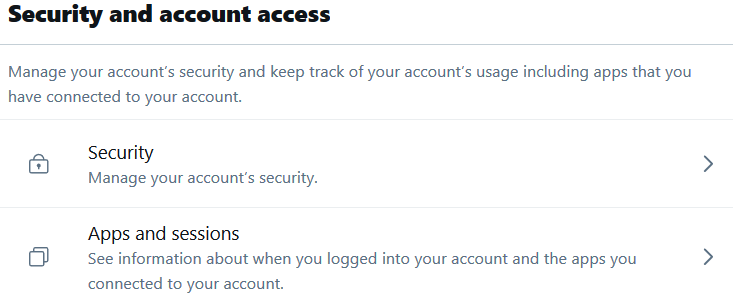 Security and account access
Manage your account's security and keep track of your account's usage including apps that you
have connected to your account.
Security
Manage your account's security.
Apps and sessions
See information about when you logged into your account and the apps you
connected to your account.